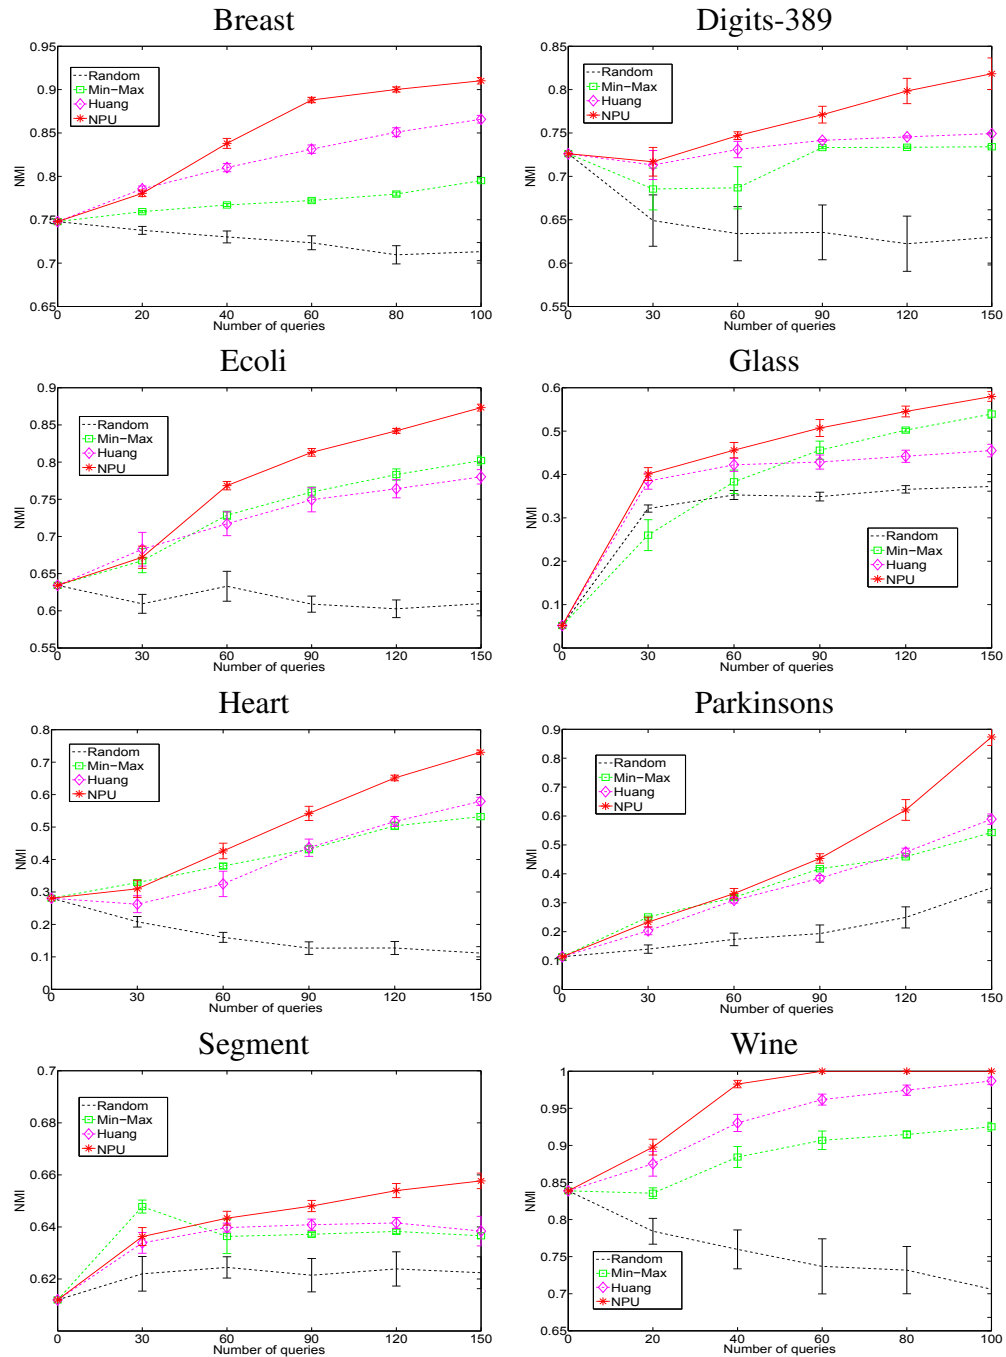 Breast
0.95
0.9
0.85
0.8
0.75
0.7
0.65
NMI
Random
Min-Max
Huang
NPU
0 20 40 60 80 100
Number of queries
Digits-389
0.85
0.8
0.75
0.7
0.65
0.6
0.55
NMI
Random
Min-Max
Huang
NPU
0 30 60 90 120 150
Number of queries
Ecoli
0.9
0.85
0.8
0.75
0.7
0.65
0.6
0.55
NMI
Random
Min-Max
Huang
NPU
0 30 60 90 120 150
Number of queries
Glass
0.6
0.5
0.4
0.3
0.2
0.1
0
NMI
Random
Min-Max
Huang
NPU
0 30 60 90 120 150
Number of queries
Heart
0.8
0.7
0.6
0.5
0.4
0.3
0.2
0.1
0
NMI
Random
Min-Max
Huang
NPU
0 30 60 90 120 150
Number of queries
Parkinsons
0.9
0.8
0.7
0.6
0.5
0.4
0.3
0.2
0.1
0
NMI
Random
Min-Max
Huang
NPU
0 30 60 90 120 150
Number of queries
Segment
0.7
0.68
0.66
0.64
0.62
NMI
Random
Min-Max
Huang
NPU
0 30 60 90 120 150
Number of queries
Wine
1
0.95
0.9
0.85
0.8
0.75
0.7
0.65
NMI
Random
Min-Max
Huang
NPU
0 20 40 60 80 100
Number of queries